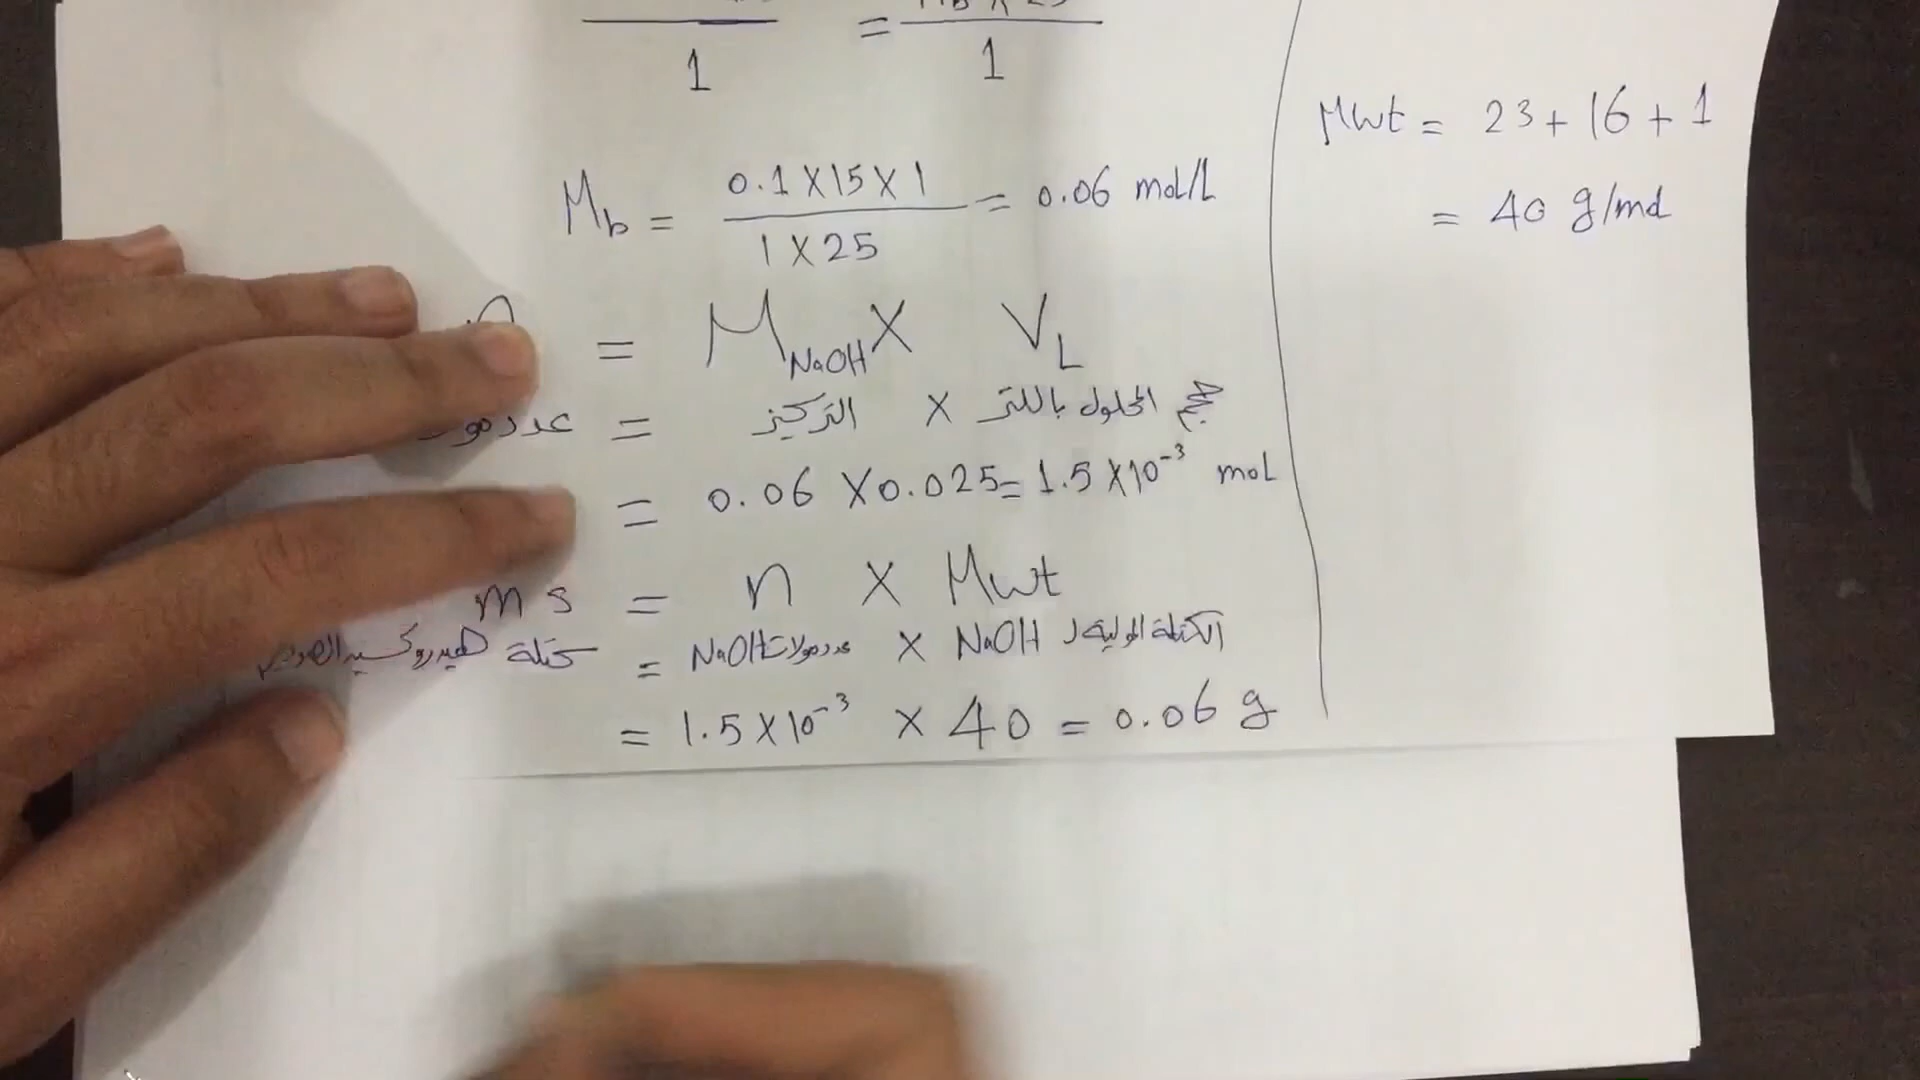 1 = 1
Mwt = 23 + 16 + 1
Mb = 0.1 X 15 X 1 / 1 X 25 = 0.06 mol/L
= 40 g/mol
= M NaOH X V L
= التركيز X حجم المحلول باللتر
= 0.06 X 0.025 = 1.5 X 10⁻³ mol
ms = n X Mwt
كتلة هيدروكسيد = عدد مولات NaOH X الكتلة المولية لـ NaOH
= 1.5 X 10⁻³ X 40 = 0.06 g